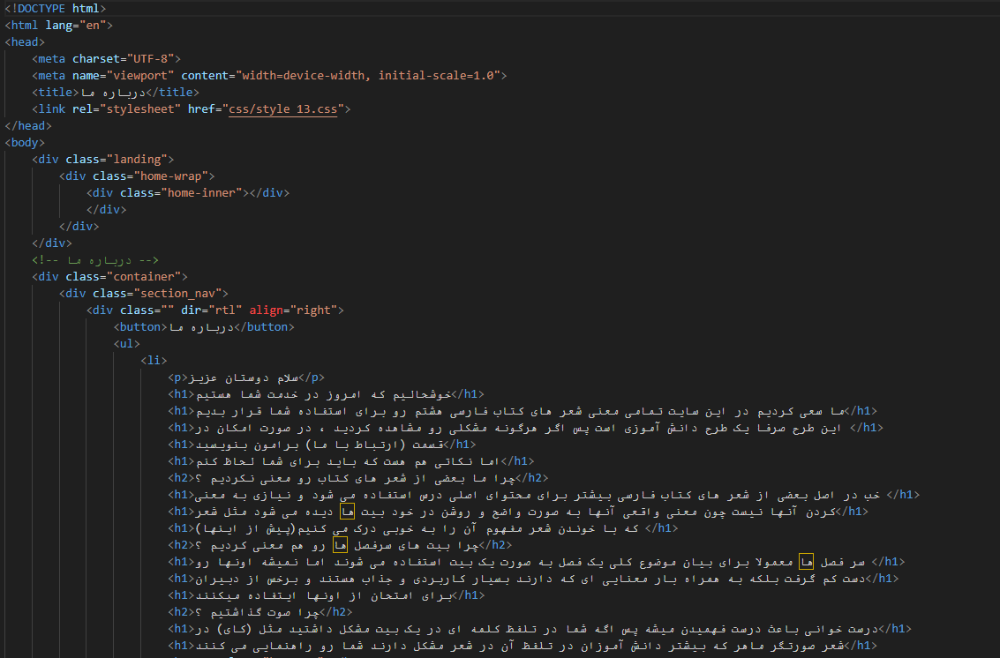 <!DOCTYPE html>
<html lang="en">
<head>
<meta charset="UTF-8">
<meta name="viewport" content="width=device-width, initial-scale=1.0">
<title>درباره ما</title>
<link rel="stylesheet" href="css/style 13.css">
</head>
<body>
<div class="landing">
<div class="home-wrap">
<div class="home-inner"></div>
</div>
</div>
</div>
<!-- درباره ما -->
<div class="container">
<div class="section_nav">
<div class="" dir="rtl" align="right">
<button>درباره ما</button>
<ul>
<li>
<p>سلام دوستان عزیز</p>
<h1>خوشحالیم که امروز در خدمت شما هستیم</h1>
<h1>ما سعی کردیم در این سایت تمامی معنی شعر های کتاب فارسی هشتم رو برای استفاده شما قرار بدیم</h1>
<h1>این طرح صرفا یک طرح دانش آموزی است پس اگر هرگونه مشکلی رو مشاهده کردید ، در صورت امکان در </h1>
<h1>قسمت (ارتباط با ما) برامون بنویسید</h1>
<h1>اما نکاتی هم هست که باید برای شما لحاظ کنم</h1>
<h2>چرا ما بعضی از شعر های کتاب رو معنی نکردیم ؟</h2>
<h1>خب در اصل بعضی از شعر های کتاب فارسی بیشتر برای محتوای اصلی درس استفاده می شود و نیازی به معنی </h1>
<h1>کردن آنها نیست چون معنی واقعی آنها به صورت واضح و روشن در خود بیت ها دیده می شود مثل شعر</h1>
<h1>که با خوندن شعر مفهوم آن را به خوبی درک می کنیم(پیش از اینها) </h1>
<h2>چرا بیت های سرفصل ها رو هم معنی کردیم ؟</h2>
<h1>سر فصل ها معمولا برای بیان موضوع کلی یک فصل به صورت یک بیت استفاده می شوند اما نمیشه اونها رو </h1>
<h1>دست کم گرفت بلکه به همراه بار معنایی ای که دارند بسیار کاربردی و جذاب هستند و برخس از دبیران</h1>
<h1>برای امتحان از اونها ایتفاده میکنند</h1>
<h2>چرا صوت گذاشتیم ؟</h2>
<h1>درست خوانی باعث درست فهمیدن میشه پس اگه شما در تلفظ کلمه ای در یک بیت مشکل داشتید مثل (کای) در</h1>
<h1>شعر صورتگر ماهر که بیشتر دانش آموزان در تلفظ آن در شعر مشکل دارند شما رو راهنمایی می کنند</h1>